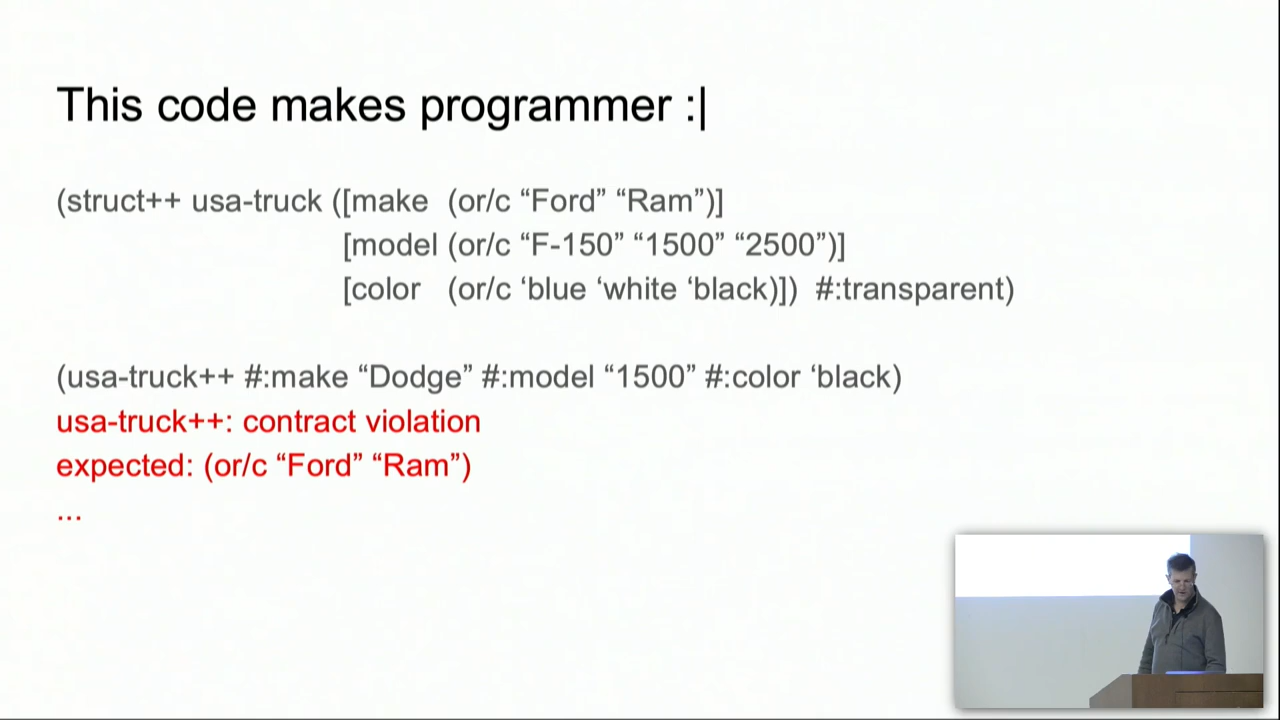 This code makes programmer :|
(struct++ usa-truck ([make (or/c “Ford” “Ram”)]
[model (or/c “F-150” “1500” “2500”)]
[color (or/c ‘blue ‘white ‘black)]) #:transparent)
(usa-truck++ #:make “Dodge” #:model “1500” #:color ‘black)
usa-truck++: contract violation
expected: (or/c “Ford” “Ram”)
...